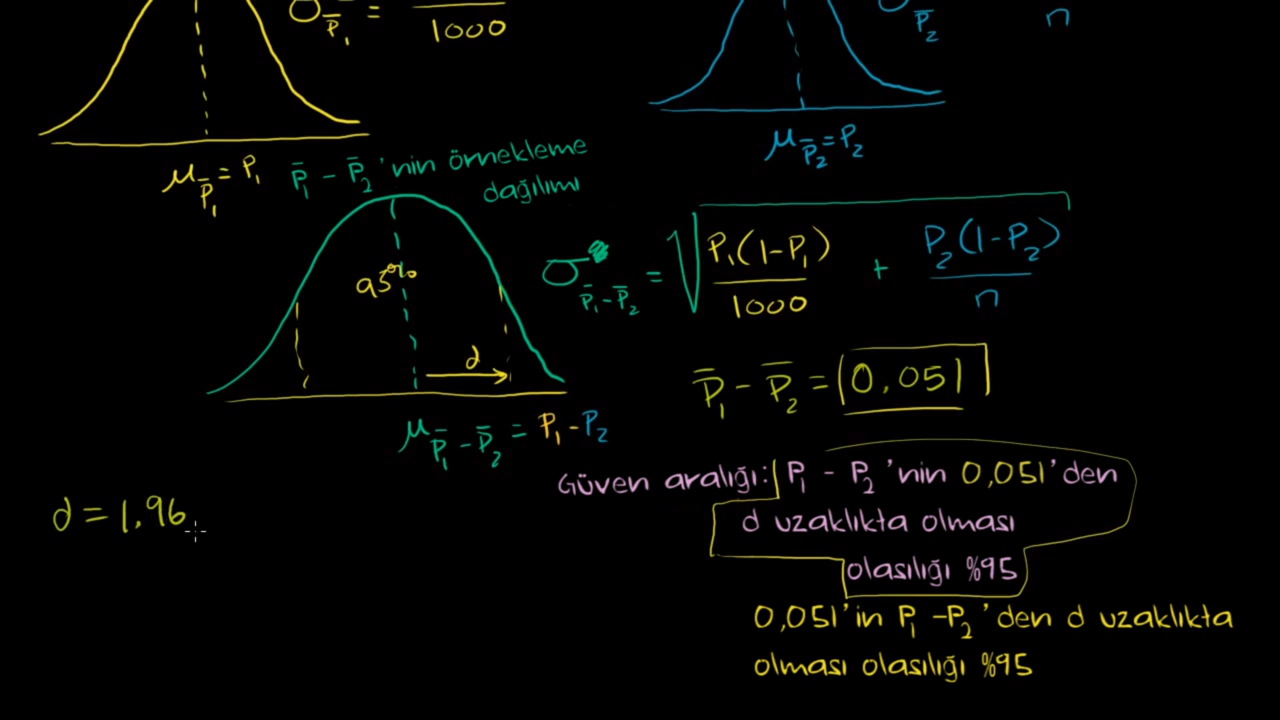 σ_P̄₁ = ─── / 1000
σ_P̄₂ n
μ_P̄₁ = P₁
μ_P̄₂ = P₂
P̄₁ - P̄₂'nin örnekleme
dağılımı
95%
d
σ_P̄₁-P̄₂ = √( P₁(1-P₁) / 1000 + P₂(1-P₂) / n )
P̄₁ - P̄₂ = 0,051
μ_P̄₁-P̄₂ = P₁ - P₂
Güven aralığı: P₁ - P₂'nin 0,051'den
d uzaklıkta olması
olasılığı %95
d = 1.96
0,051'in P₁ - P₂'den d uzaklıkta
olması olasılığı %95